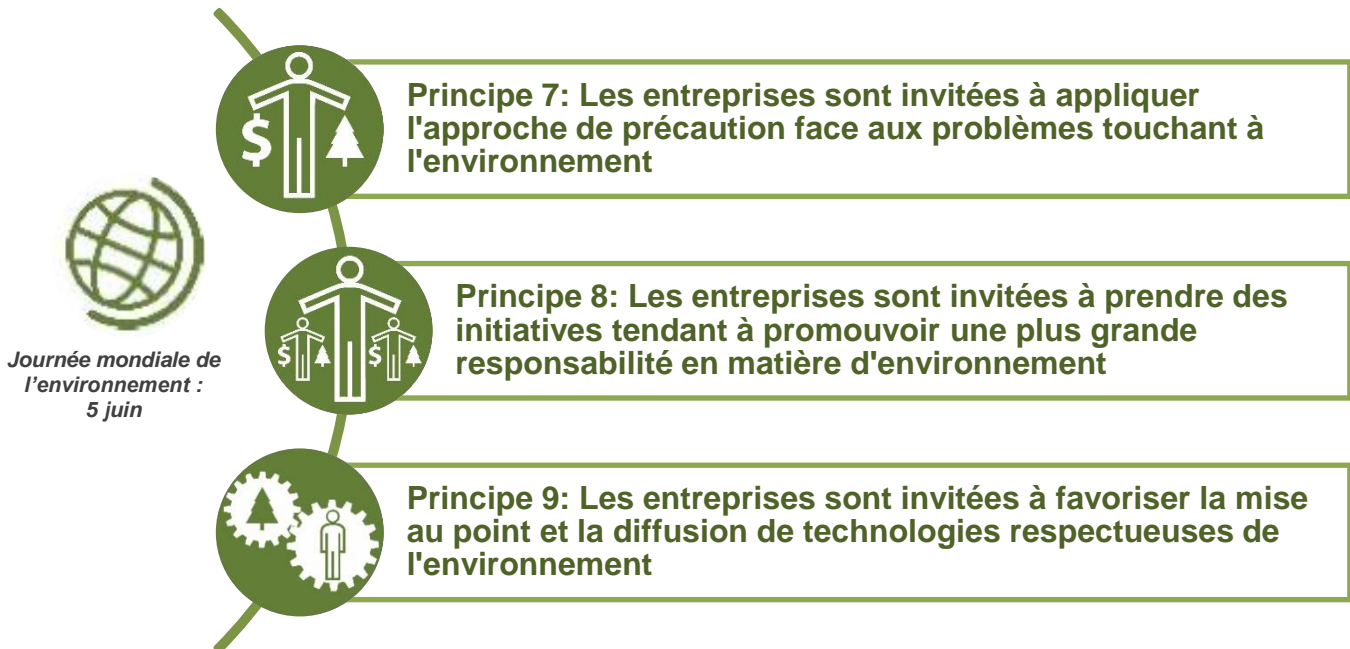 Principe 7: Les entreprises sont invitées à appliquer
l'approche de précaution face aux problèmes touchant à
l'environnement
Journée mondiale de
l’environnement :
5 juin
Principe 8: Les entreprises sont invitées à prendre des
initiatives tendant à promouvoir une plus grande
responsabilité en matière d'environnement
Principe 9: Les entreprises sont invitées à favoriser la mise
au point et la diffusion de technologies respectueuses de
l'environnement